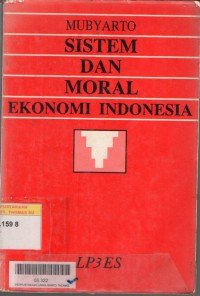 MUBYARTO
SISTEM
DAN
MORAL
EKONOMI INDONESIA
.159 8
LP3ES